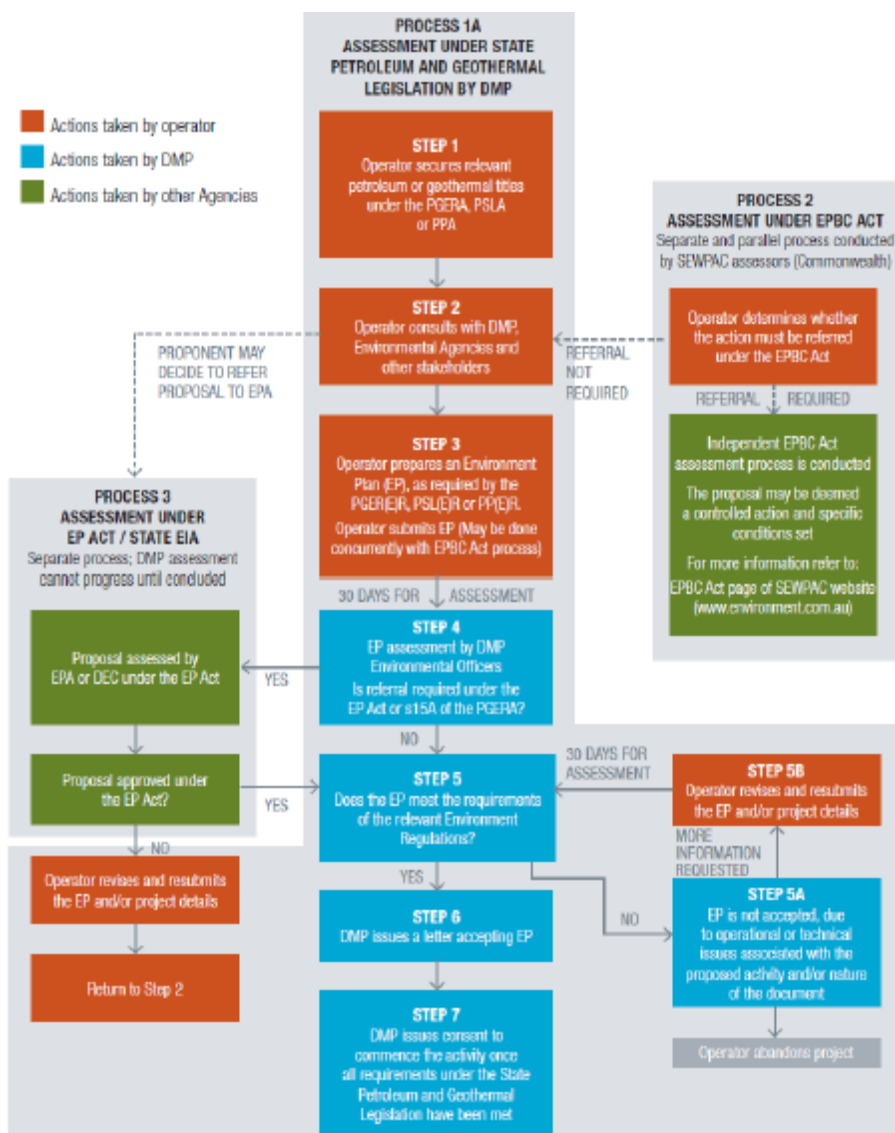 PROCESS 1A
ASSESSMENT UNDER STATE
PETROLEUM AND GEOTHERMAL
LEGISLATION BY DMP
Actions taken by operator
Actions taken by DMP
Actions taken by other Agencies
STEP 1
Operator secures relevant
petroleum or geothermal titles
under the PGERA, PSLA
or PPA
PROCESS 2
ASSESSMENT UNDER EPBC ACT
Separate and parallel process conducted
by SEWPAC assessors (Commonwealth)
STEP 2
Operator consults with DMP,
Environmental Agencies and
other stakeholders
Operator determines whether
the action must be referred
under the EPBC Act
PROPONENT MAY
DECIDE TO REFER
PROPOSAL TO EPA
REFERRAL
NOT
REQUIRED
REFERRAL REQUIRED
STEP 3
Operator prepares an Environment
Plan (EP), as required by the
PGER(E)R, PSL(E)R or PP(E)R.
Operator submits EP (May be done
concurrently with EPBC Act process)
Independent EPBC Act
assessment process is conducted
The proposal may be deemed
a controlled action and specific
conditions set
For more information refer to:
EPBC Act page of SEWPAC website
(www.environment.com.au)
PROCESS 3
ASSESSMENT UNDER
EP ACT / STATE EIA
Separate process; DMP assessment
cannot progress until concluded
30 DAYS FOR ASSESSMENT
STEP 4
EP assessment by DMP
Environmental Officers
Is referral required under the
EP Act or s15A of the PGERA?
YES
Proposal assessed by
EPA or DEC under the EP Act
NO
Proposal approved under
the EP Act?
YES
STEP 5
Does the EP meet the requirements
of the relevant Environment
Regulations?
30 DAYS FOR
ASSESSMENT
STEP 5B
Operator revises and resubmits
the EP and/or project details
NO
Operator revises and resubmits
the EP and/or project details
Return to Step 2
YES
MORE
INFORMATION
REQUESTED
NO
STEP 5A
EP is not accepted, due
to operational or technical
issues associated with the
proposed activity and/or nature
of the document
Operator abandons project
STEP 6
DMP issues a letter accepting EP
STEP 7
DMP issues consent to
commence the activity once
all requirements under the State
Petroleum and Geothermal
Legislation have been met